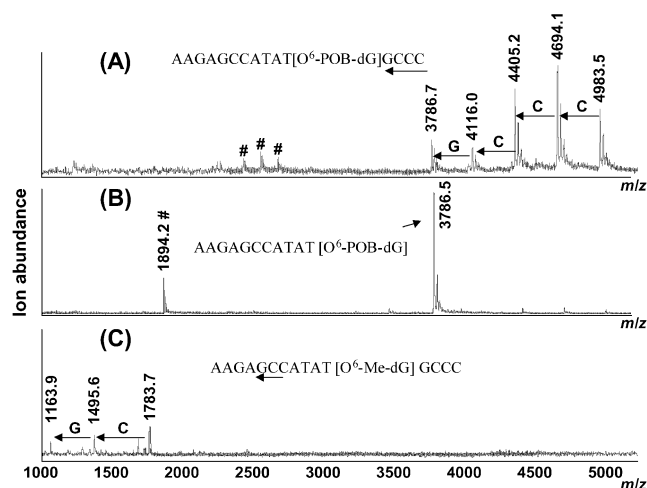 (A)
AAGAGCCATAT[O6-POB-dG]GCCC
3786.7
4116.0
4405.2
4694.1
4983.5
G
C
C
C
# # #
m/z
(B)
1894.2 #
AAGAGCCATAT [O6-POB-dG]
3786.5
m/z
Ion abundance
(C)
AAGAGCCATAT [O6-Me-dG] GCCC
1163.9
1495.6
1783.7
G
C
1000 1500 2000 2500 3000 3500 4000 4500 5000
m/z